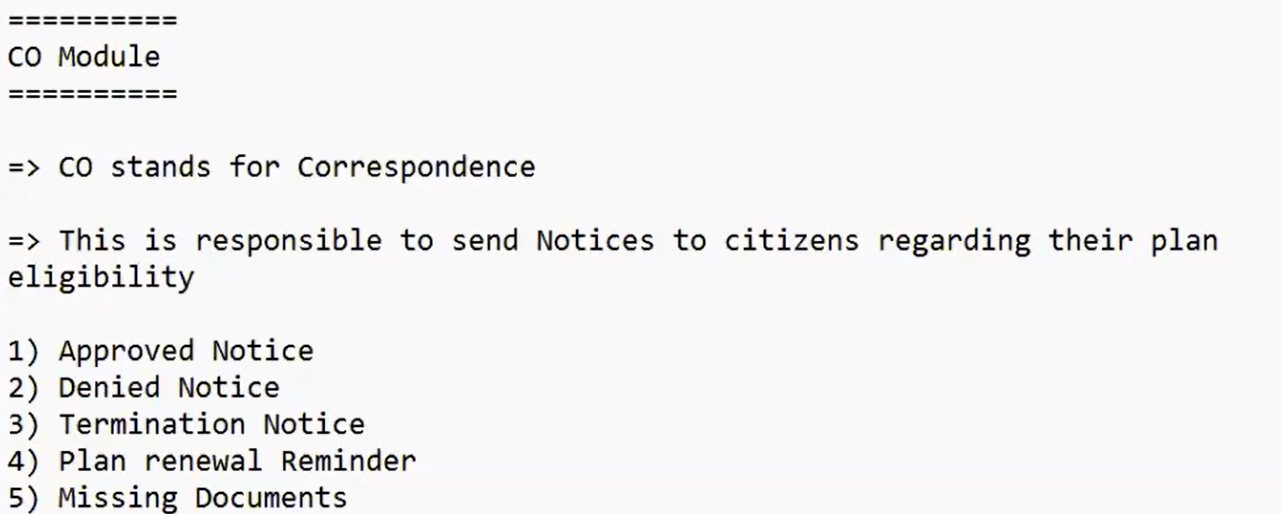 ==========
CO Module
==========
=> CO stands for Correspondence
=> This is responsible to send Notices to citizens regarding their plan
eligibility
1) Approved Notice
2) Denied Notice
3) Termination Notice
4) Plan renewal Reminder
5) Missing Documents